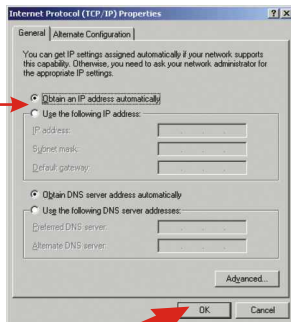 Internet Protocol (TCP/IP) Properties
General
Alternate Configuration
You can get IP settings assigned automatically if your network supports
this capability. Otherwise, you need to ask your network administrator for
the appropriate IP settings.
Obtain an IP address automatically
Use the following IP address:
IP address:
Subnet mask:
Default gateway:
Obtain DNS server address automatically
Use the following DNS server addresses:
Preferred DNS server:
Alternate DNS server:
Advanced...
OK
Cancel